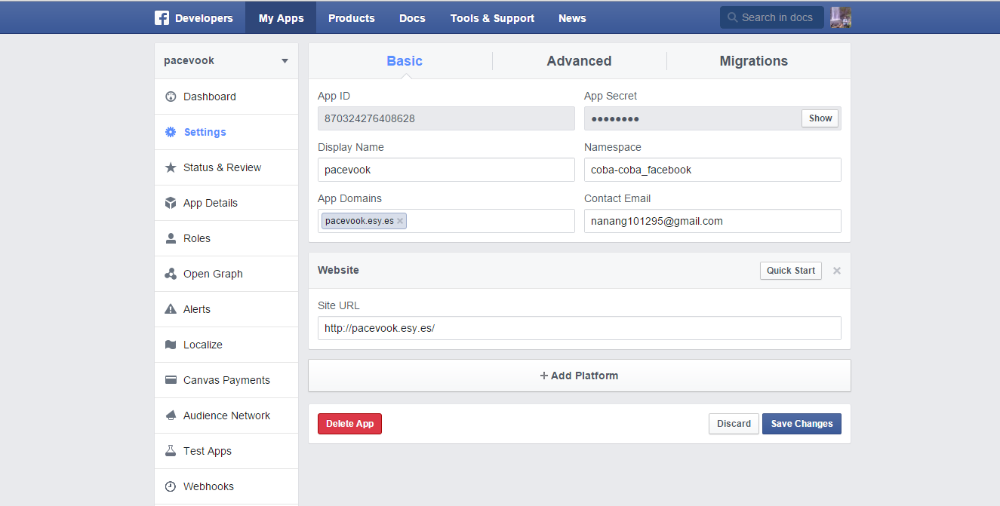 Developers My Apps Products Docs Tools & Support News Search in docs
pacevook
Dashboard
Settings
Status & Review
App Details
Roles
Open Graph
Alerts
Localize
Canvas Payments
Audience Network
Test Apps
Webhooks
Basic Advanced Migrations
App ID App Secret
870324276408628 •••••••• Show
Display Name Namespace
pacevook coba-coba_facebook
App Domains Contact Email
pacevook.esy.es × nanang101295@gmail.com
Website Quick Start ×
Site URL
http://pacevook.esy.es/
+ Add Platform
Delete App Discard Save Changes